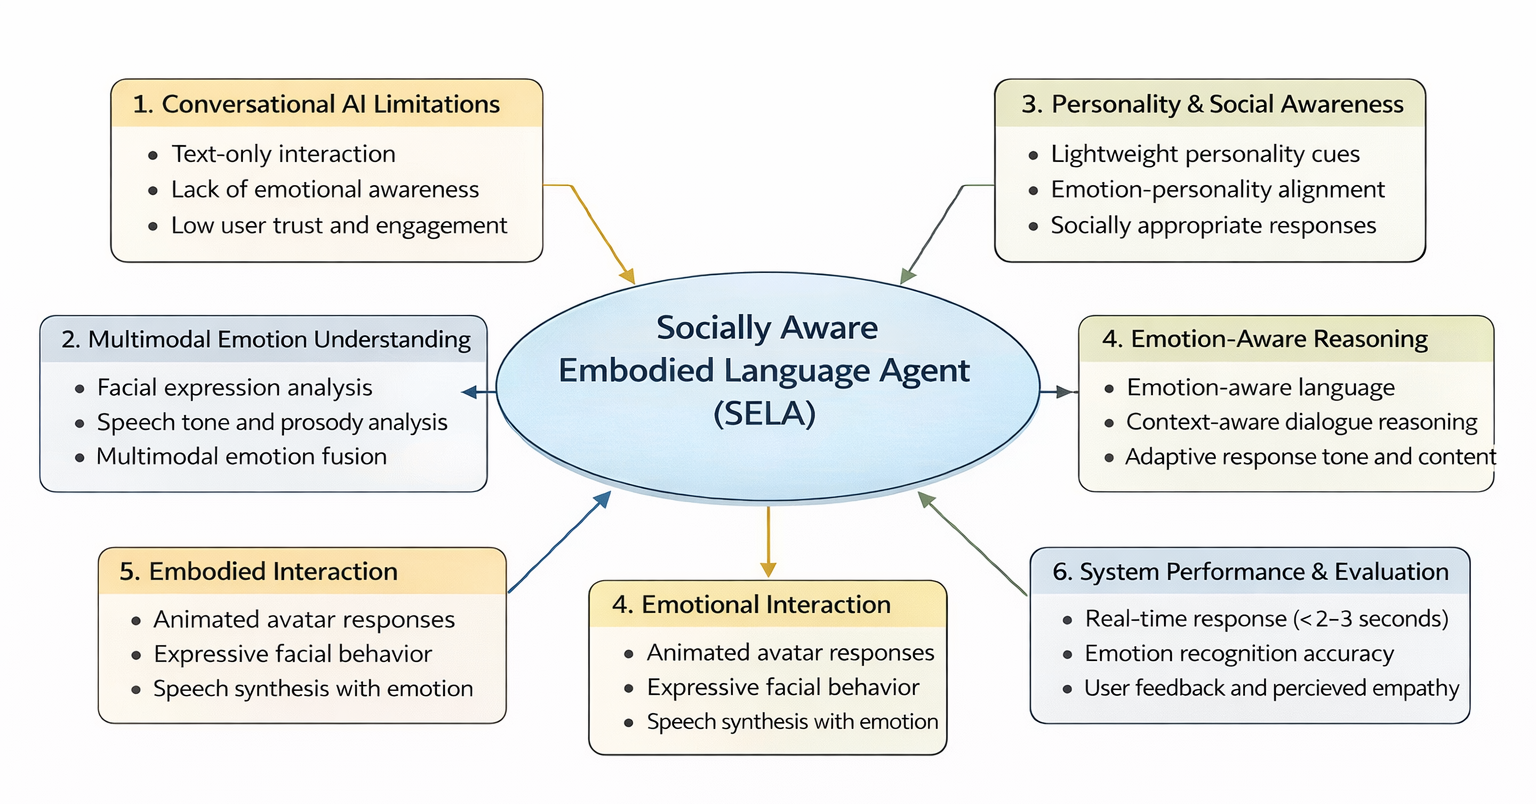 1. Conversational AI Limitations
• Text-only interaction
• Lack of emotional awareness
• Low user trust and engagement
3. Personality & Social Awareness
• Lightweight personality cues
• Emotion-personality alignment
• Socially appropriate responses
Socially Aware
Embodied Language Agent
(SELA)
2. Multimodal Emotion Understanding
• Facial expression analysis
• Speech tone and prosody analysis
• Multimodal emotion fusion
4. Emotion-Aware Reasoning
• Emotion-aware language
• Context-aware dialogue reasoning
• Adaptive response tone and content
5. Embodied Interaction
• Animated avatar responses
• Expressive facial behavior
• Speech synthesis with emotion
4. Emotional Interaction
• Animated avatar responses
• Expressive facial behavior
• Speech synthesis with emotion
6. System Performance & Evaluation
• Real-time response (< 2–3 seconds)
• Emotion recognition accuracy
• User feedback and percieved empathy